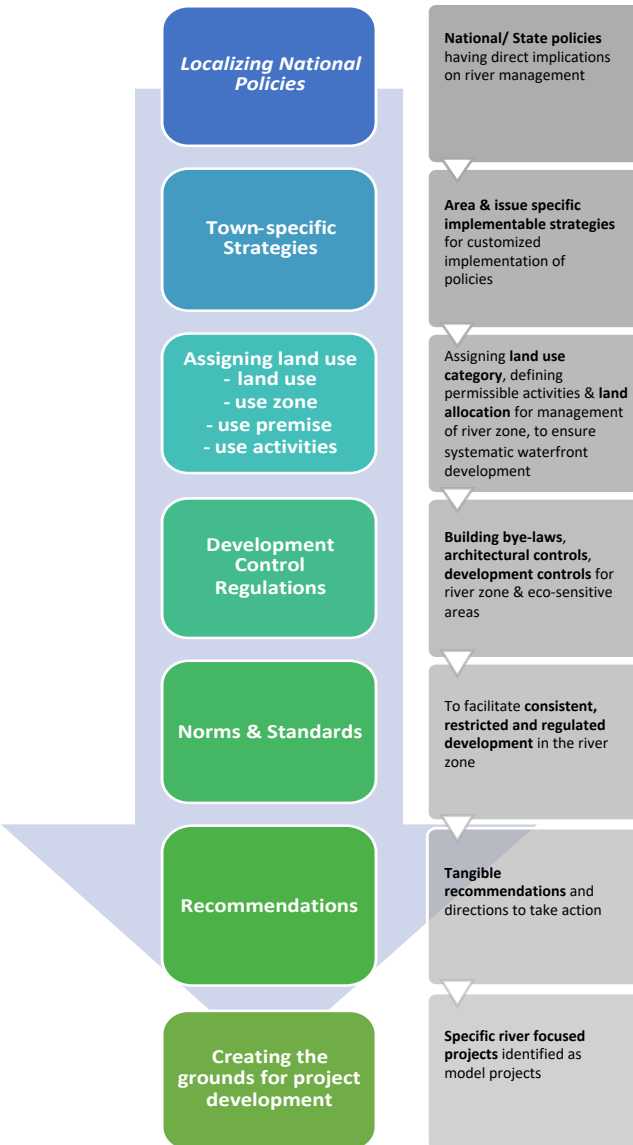 Localizing National
Policies
National/ State policies
having direct implications
on river management
Town-specific
Strategies
Area & issue specific
implementable strategies
for customized
implementation of
policies
Assigning land use
- land use
- use zone
- use premise
- use activities
Assigning land use
category, defining
permissible activities & land
allocation for management
of river zone, to ensure
systematic waterfront
development
Development
Control
Regulations
Building bye-laws,
architectural controls,
development controls for
river zone & eco-sensitive
areas
Norms & Standards
To facilitate consistent,
restricted and regulated
development in the river
zone
Recommendations
Tangible
recommendations and
directions to take action
Creating the
grounds for project
development
Specific river focused
projects identified as
model projects